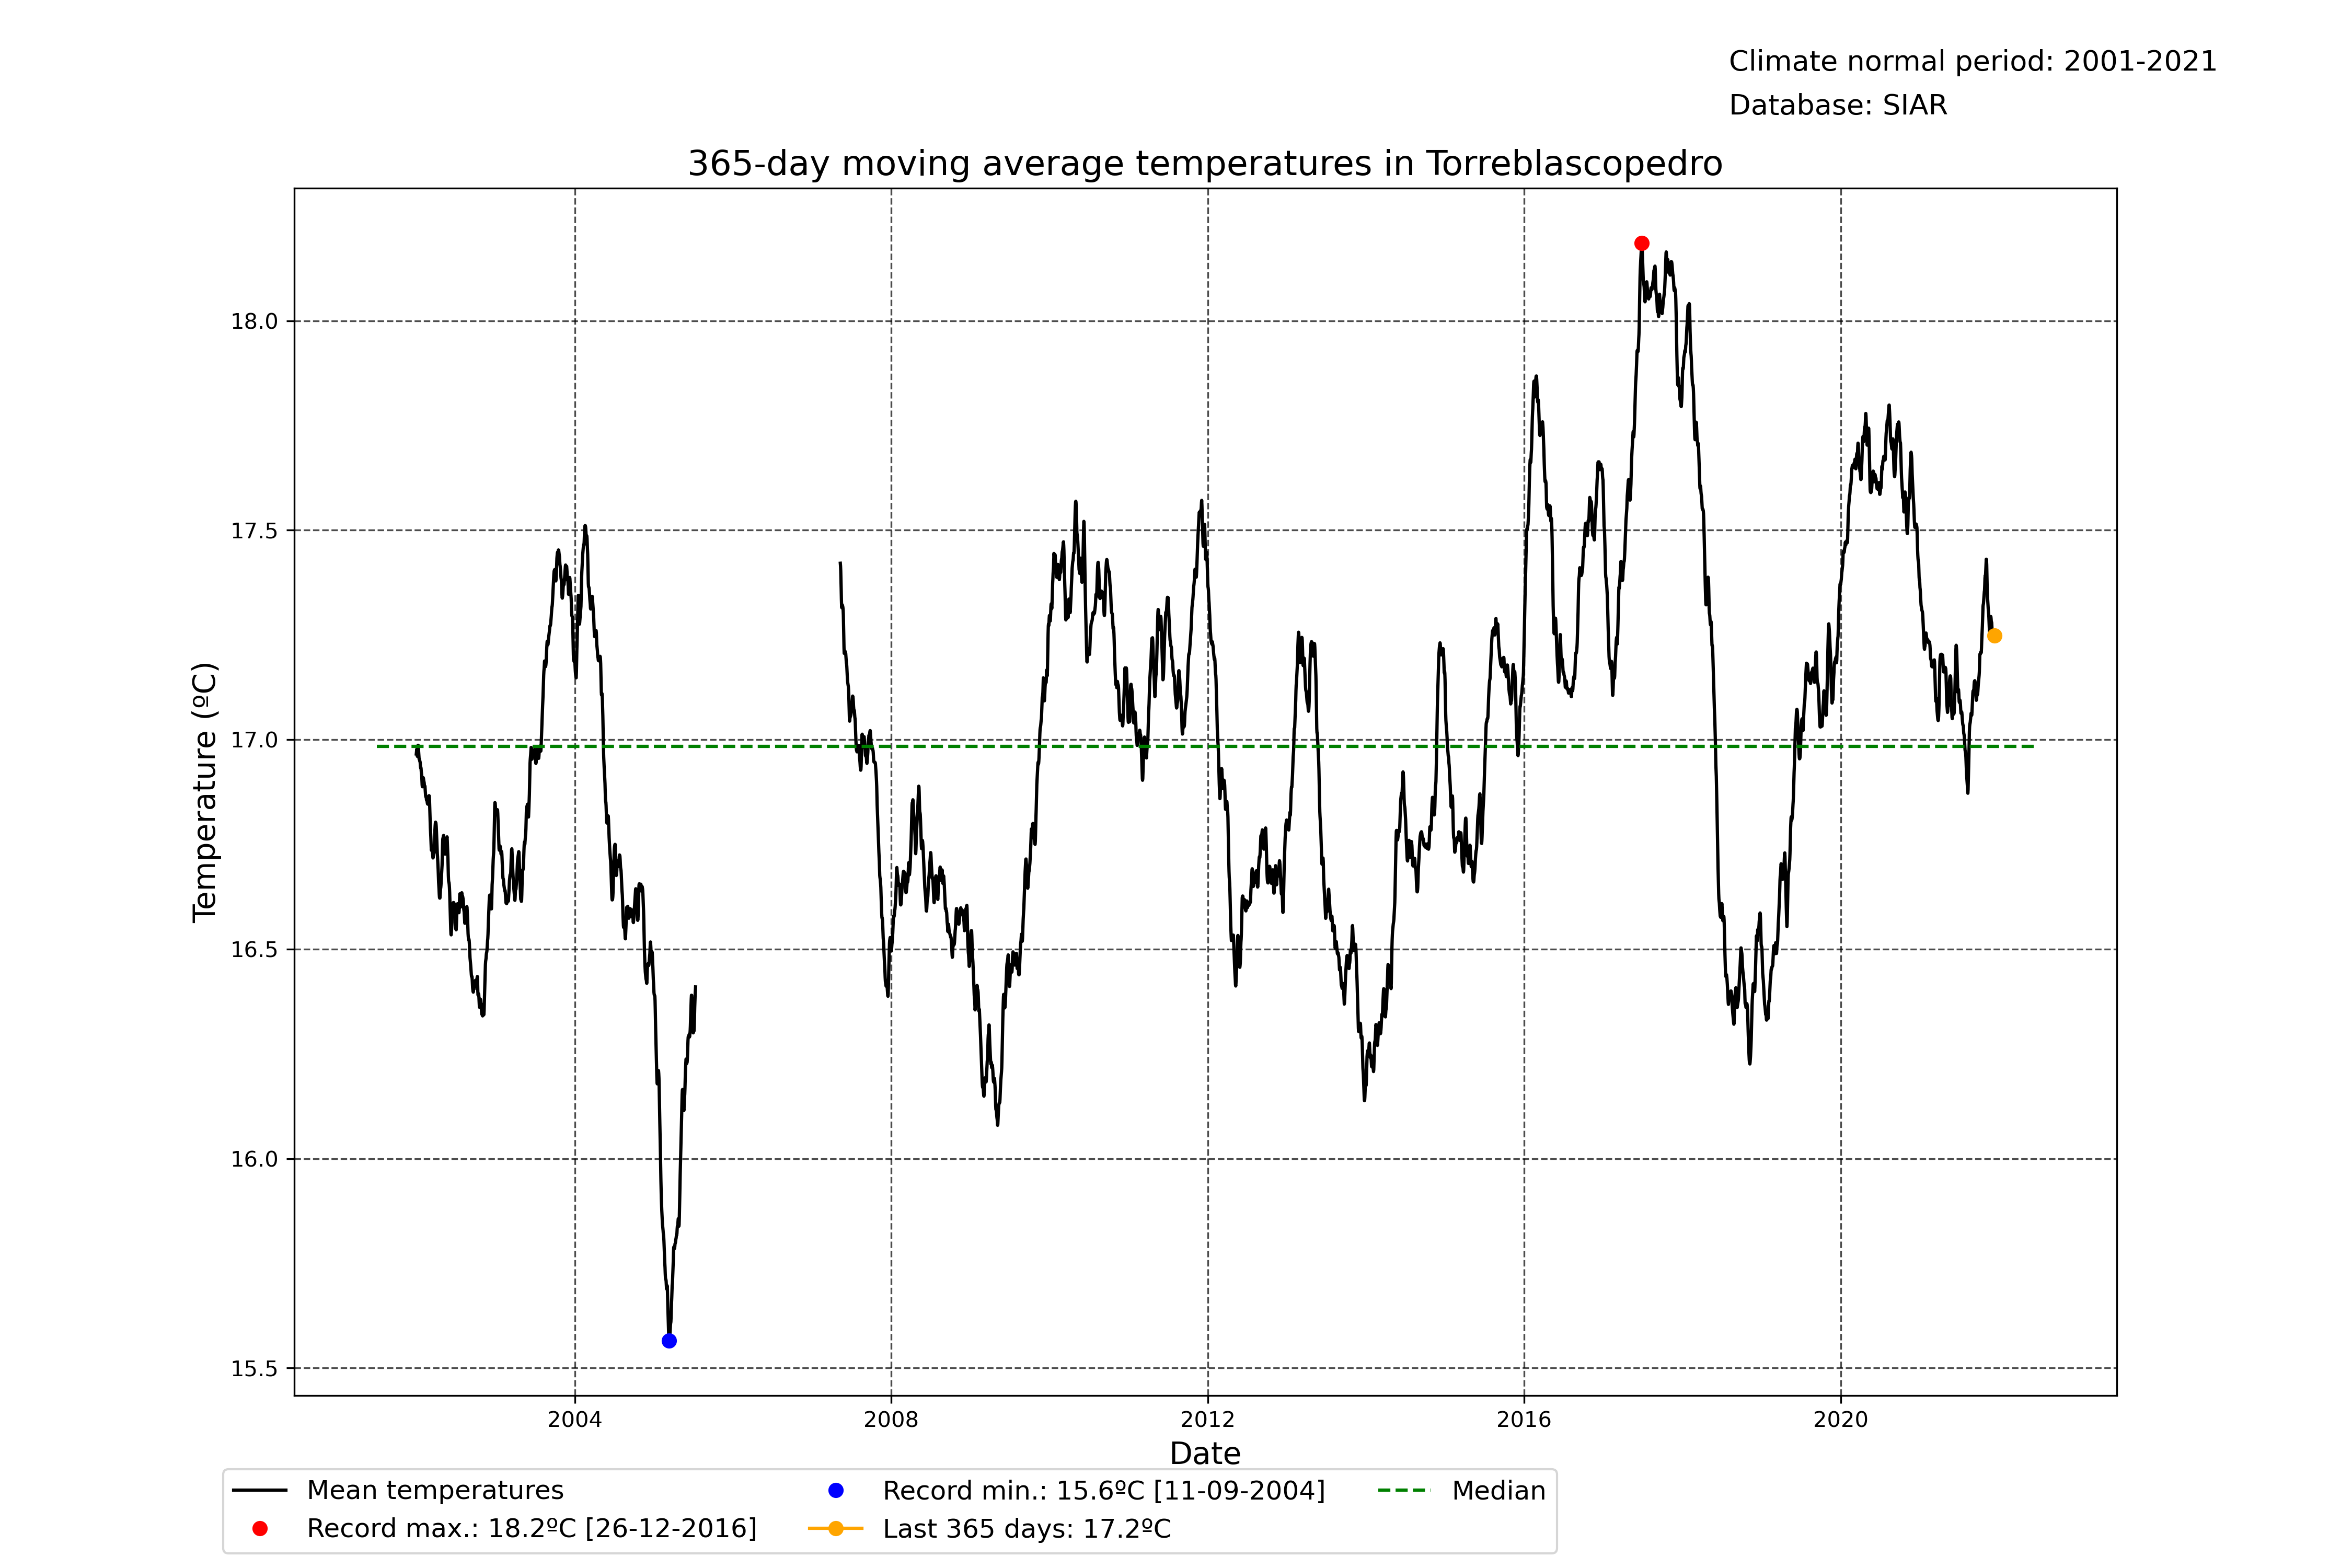 Climate normal period: 2001-2021
Database: SIAR
365-day moving average temperatures in Torreblascopedro
Temperature (ºC)
18.0
17.5
17.0
16.5
16.0
15.5
2004
2008
2012
2016
2020
Date
Mean temperatures
Record max.: 18.2ºC [26-12-2016]
Record min.: 15.6ºC [11-09-2004]
Last 365 days: 17.2ºC
Median